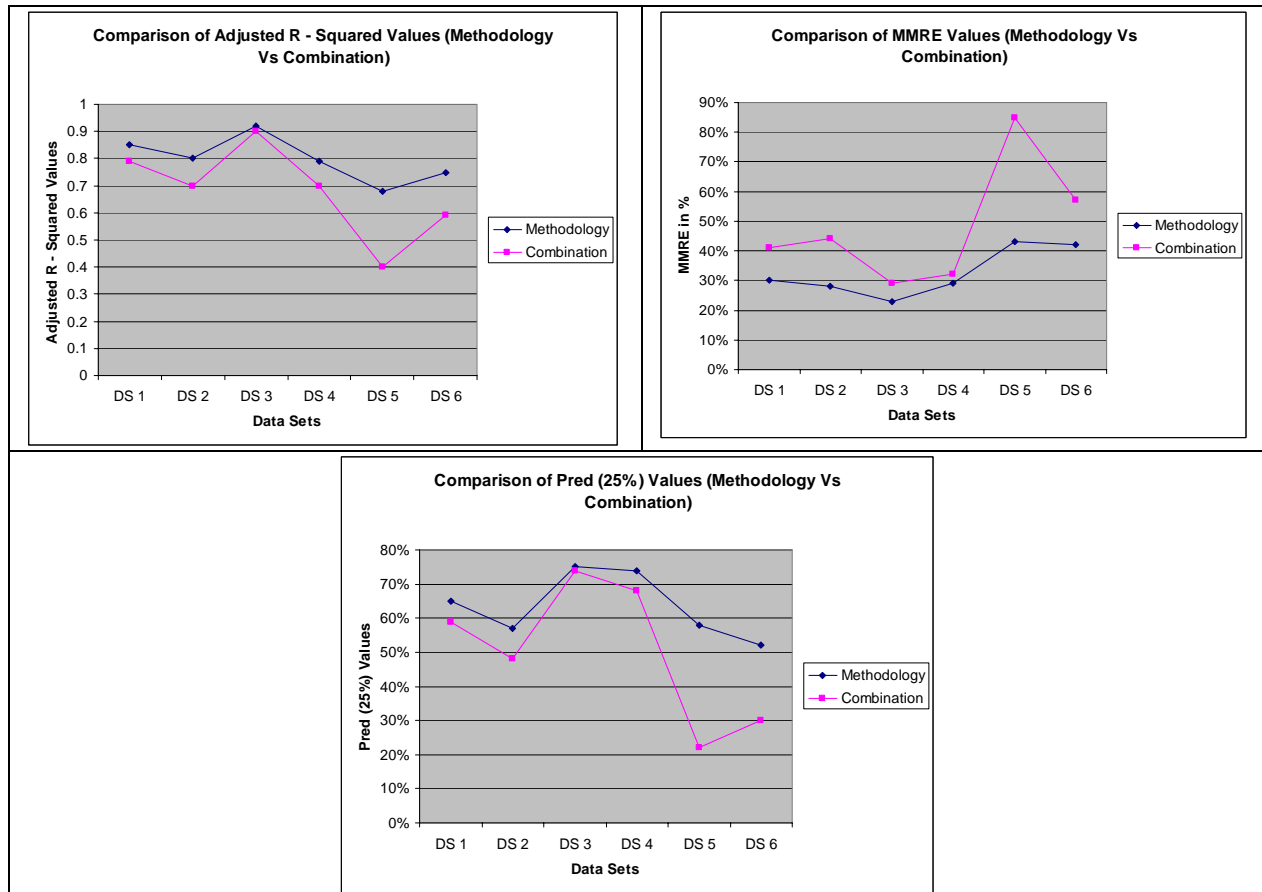 Comparison of Adjusted R - Squared Values (Methodology
Vs Combination)
1
0.9
0.8
0.7
0.6
0.5
0.4
0.3
0.2
0.1
0
Adjusted R - Squared Values
DS 1 DS 2 DS 3 DS 4 DS 5 DS 6
Data Sets
Methodology
Combination
Comparison of MMRE Values (Methodology Vs
Combination)
90%
80%
70%
60%
50%
40%
30%
20%
10%
0%
MMRE in %
DS 1 DS 2 DS 3 DS 4 DS 5 DS 6
Data Sets
Methodology
Combination
Comparison of Pred (25%) Values (Methodology Vs
Combination)
80%
70%
60%
50%
40%
30%
20%
10%
0%
Pred (25%) Values
DS 1 DS 2 DS 3 DS 4 DS 5 DS 6
Data Sets
Methodology
Combination